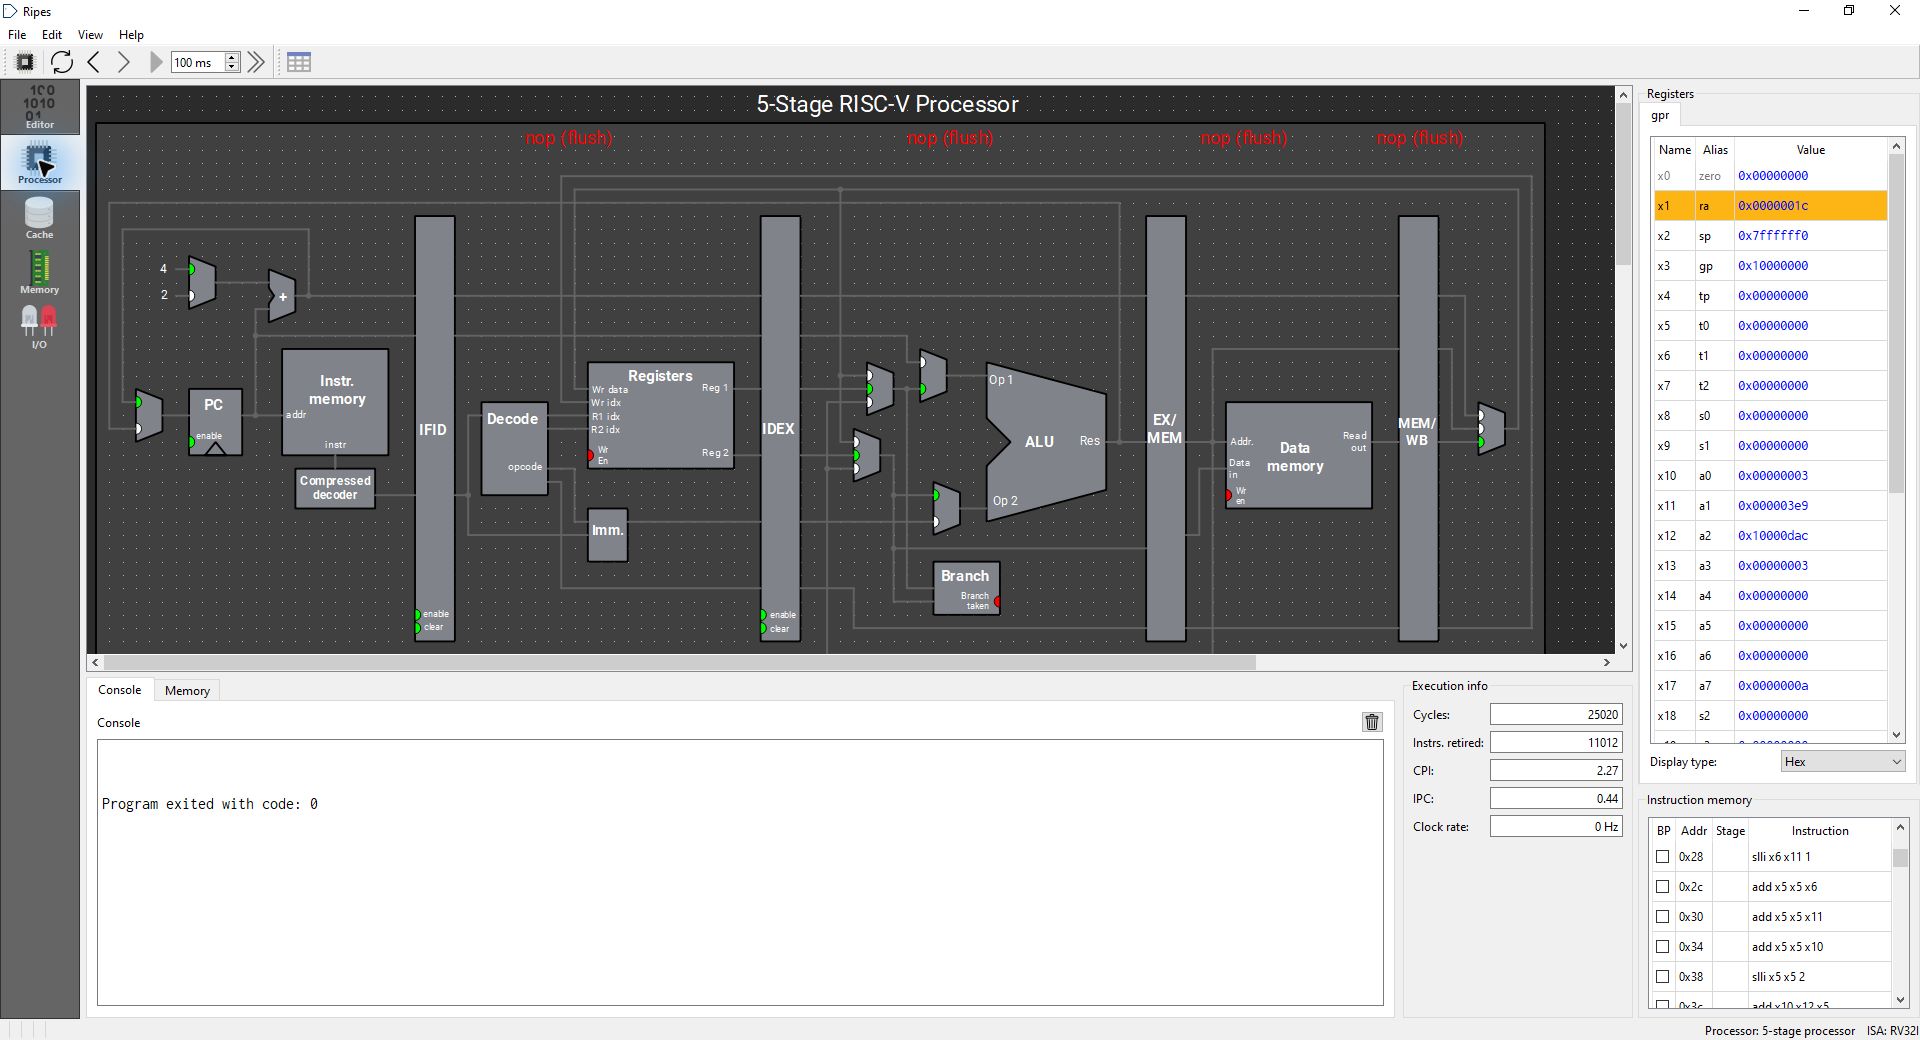 Ripes
File Edit View Help
100 ms
Editor
Processor
Cache
Memory
I/O
5-Stage RISC-V Processor
nop (flush) nop (flush) nop (flush) nop (flush)
4
2
+
PC
enable
Instr.
memory
addr
instr
Compressed
decoder
IFID
enable
clear
Decode
opcode
Registers
Wr data
Wr idx
R1 idx
R2 idx
Wr
En
Reg 1
Reg 2
Imm.
IDEX
enable
clear
Op 1
ALU
Res
Op 2
Branch
Branch
taken
EX/
MEM
Addr.
Data
in
Wr
en
Data
memory
Read
out
MEM/
WB
Console Memory
Console
Program exited with code: 0
Execution info
Cycles: 25020
Instrs. retired: 11012
CPI: 2.27
IPC: 0.44
Clock rate: 0 Hz
Registers
gpr
Name Alias Value
x0 zero 0x00000000
x1 ra 0x0000001c
x2 sp 0x7ffffff0
x3 gp 0x10000000
x4 tp 0x00000000
x5 t0 0x00000000
x6 t1 0x00000000
x7 t2 0x00000000
x8 s0 0x00000000
x9 s1 0x00000000
x10 a0 0x00000003
x11 a1 0x000003e9
x12 a2 0x10000dac
x13 a3 0x00000003
x14 a4 0x00000000
x15 a5 0x00000000
x16 a6 0x00000000
x17 a7 0x0000000a
x18 s2 0x00000000
Display type: Hex
Instruction memory
BP Addr Stage Instruction
0x28 slli x6 x11 1
0x2c add x5 x5 x6
0x30 add x5 x5 x11
0x34 add x5 x5 x10
0x38 slli x5 x5 2
0x3c add x10 x12 x5
Processor: 5-stage processor ISA: RV32I